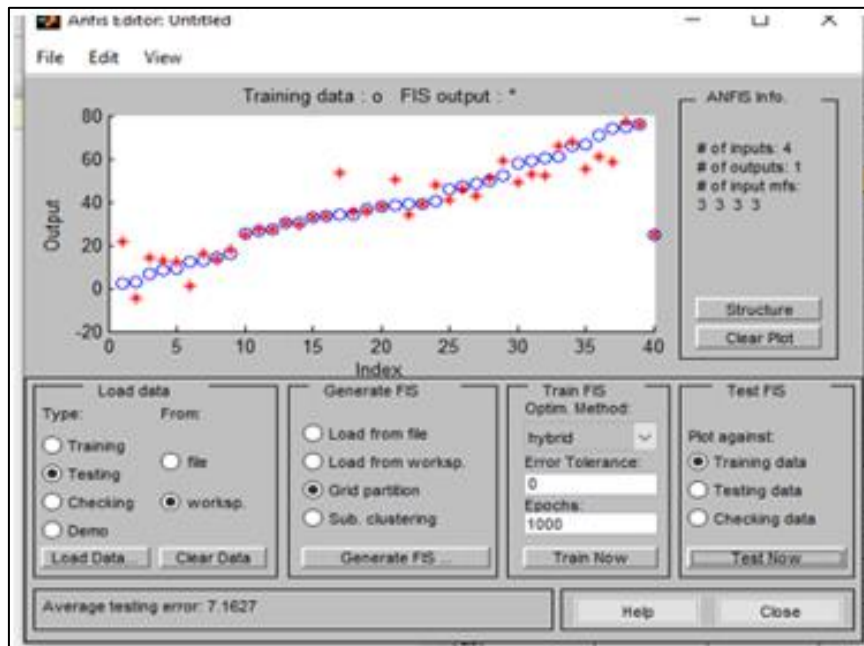 Anfis Editor: Untitled
File Edit View
Training data : o FIS output : *
80
60
40
20
0
-20
Output
0 5 10 15 20 25 30 35 40
Index
ANFIS Info.
# of inputs: 4
# of outputs: 1
# of input mfs:
3 3 3 3
Structure
Clear Plot
Load data
Type: From:
Training
Testing
Checking
Demo
file
worksp.
Load Data... Clear Data
Generate FIS
Load from file
Load from worksp.
Grid partition
Sub. clustering
Generate FIS ...
Train FIS
Optim. Method:
hybrid
Error Tolerance:
0
Epochs:
1000
Train Now
Test FIS
Plot against:
Training data
Testing data
Checking data
Test Now
Average testing error: 7.1627
Help Close